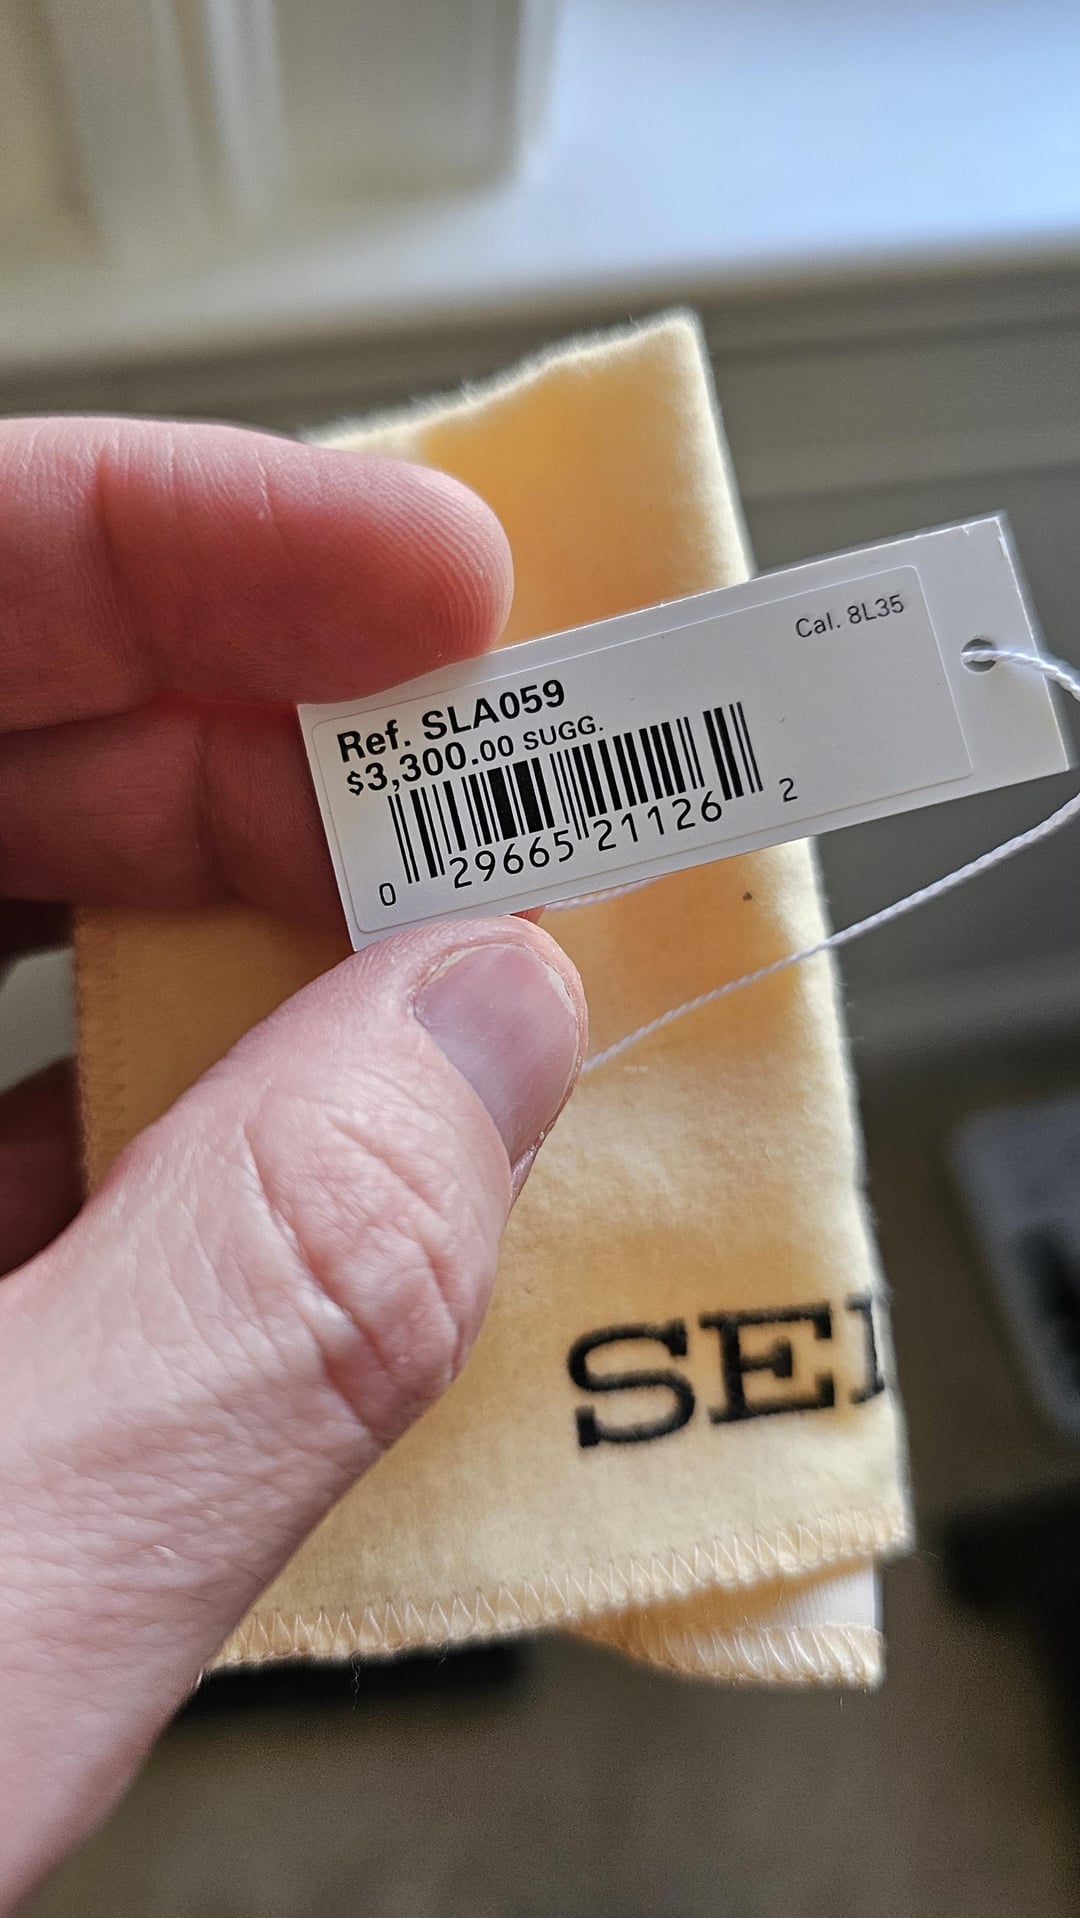 Cal. 8L35
Ref. SLA059
$3,300.00 SUGG.
0 29665 21126 2
SEI